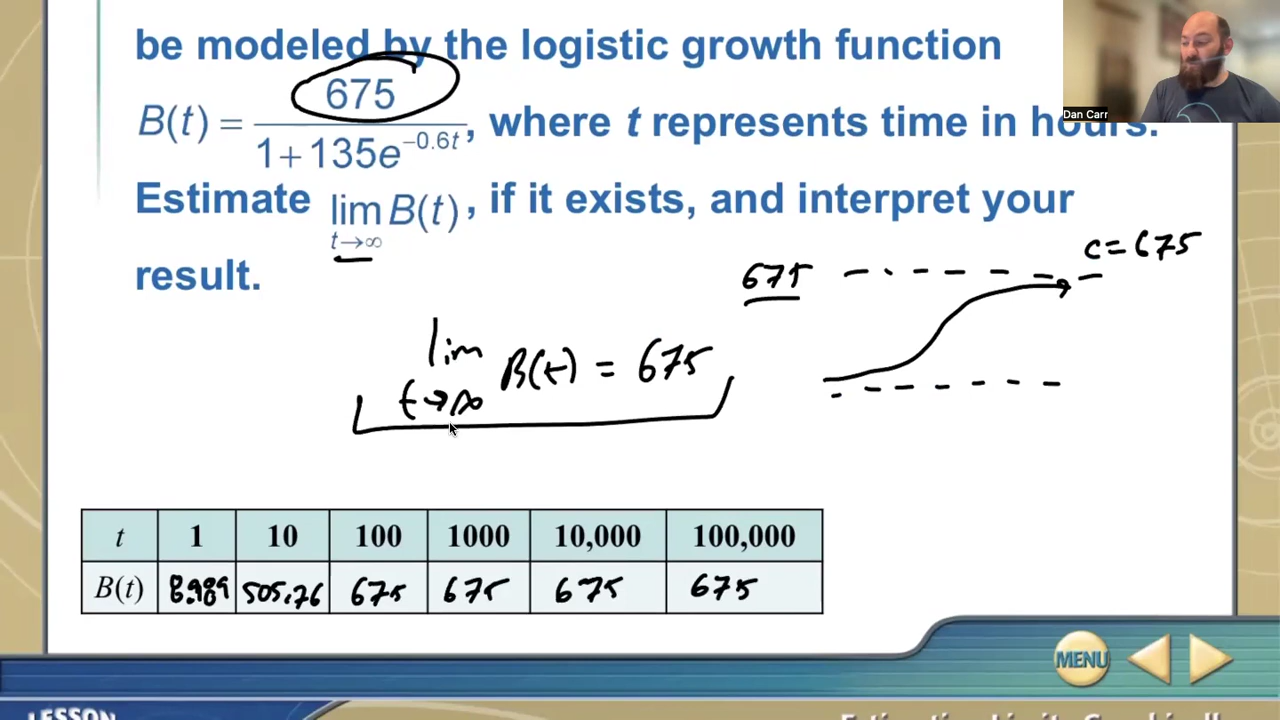 be modeled by the logistic growth function
B(t) = 675 / (1+135e^−0.6t), where t represents time in hours.
Estimate lim t→∞ B(t), if it exists, and interpret your
result.
Dan Carr
c=675
675
lim t→∞ B(t) = 675
t 1 10 100 1000 10,000 100,000
B(t) 8.989 505.76 675 675 675 675
MENU
LESSON